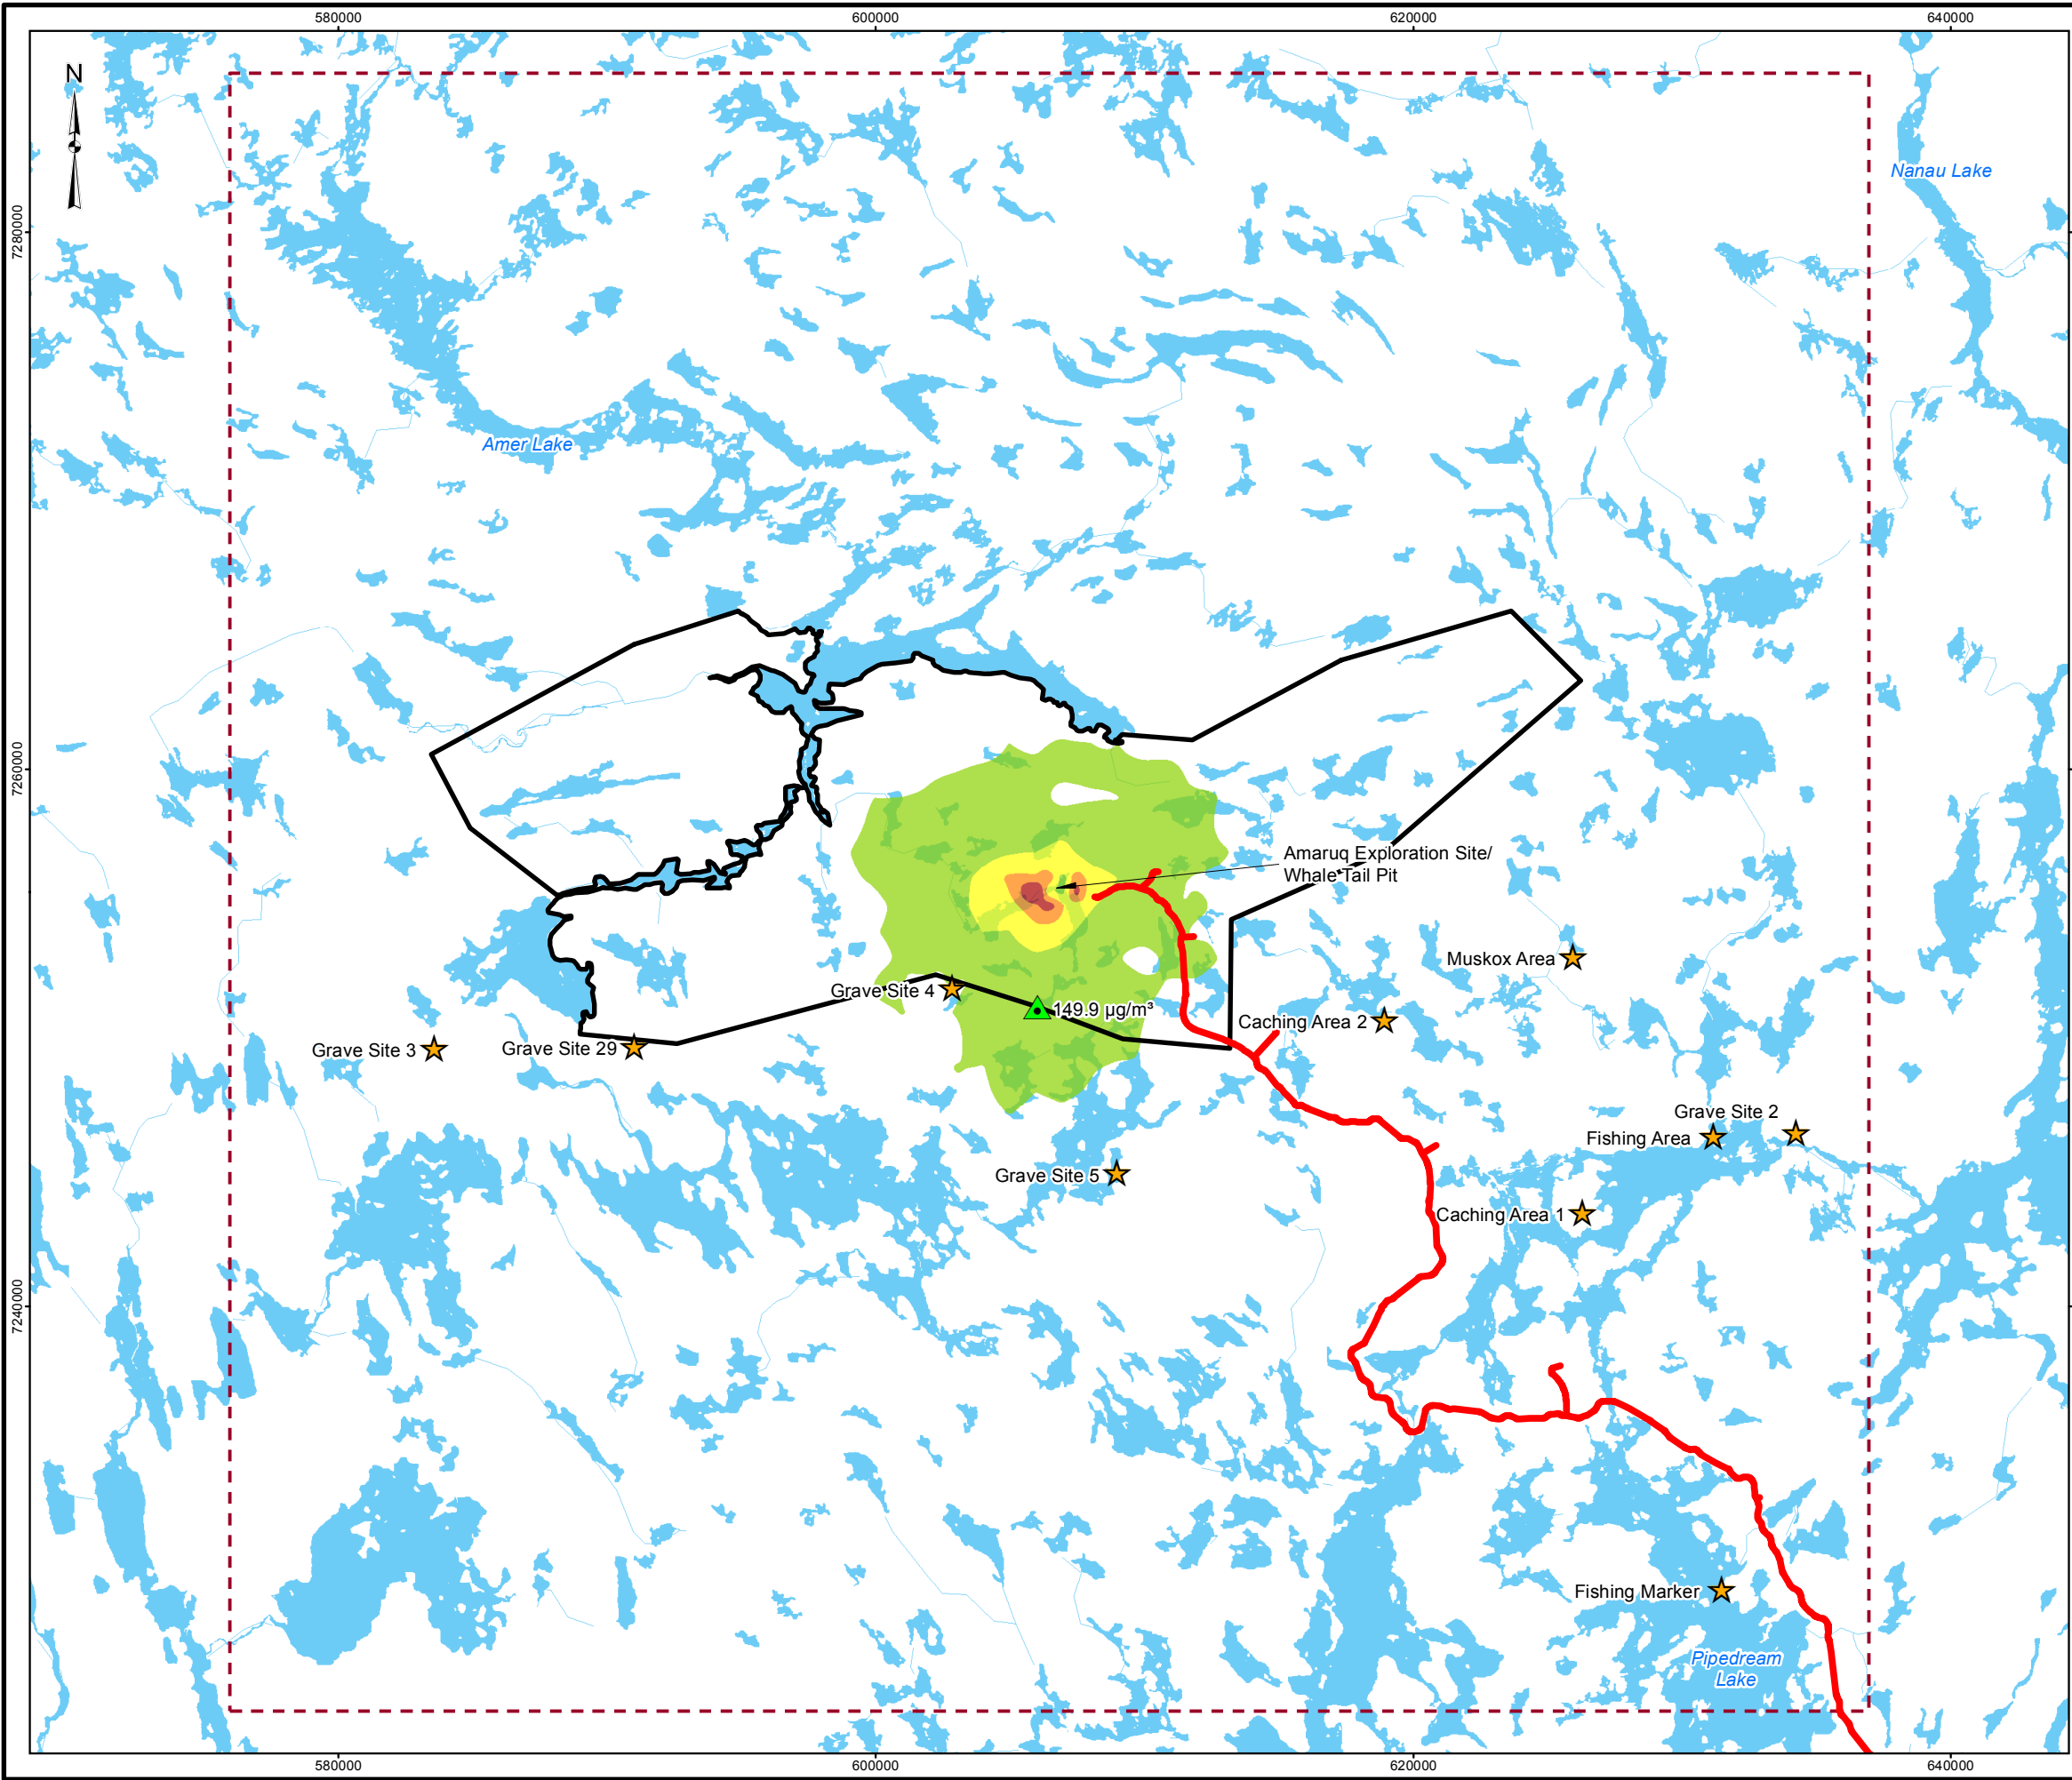 580000
600000
620000
640000
N
Nanau Lake
7280000
Amer Lake
7260000
Amaruq Exploration Site/
Whale Tail Pit
Muskox Area
Grave Site 4
149.9 µg/m³
Caching Area 2
Grave Site 3
Grave Site 29
Grave Site 2
Fishing Area
Grave Site 5
Caching Area 1
7240000
Fishing Marker
Pipedream
Lake
580000
600000
620000
640000